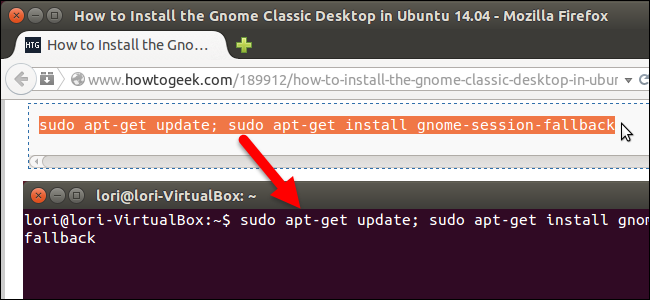 How to Install the Gnome Classic Desktop in Ubuntu 14.04 - Mozilla Firefox
HTG How to Install the Gno...
www.howtogeek.com/189912/how-to-install-the-gnome-classic-desktop-in-ubun
sudo apt-get update; sudo apt-get install gnome-session-fallback
lori@lori-VirtualBox: ~
lori@lori-VirtualBox:~$ sudo apt-get update; sudo apt-get install gnom
fallback